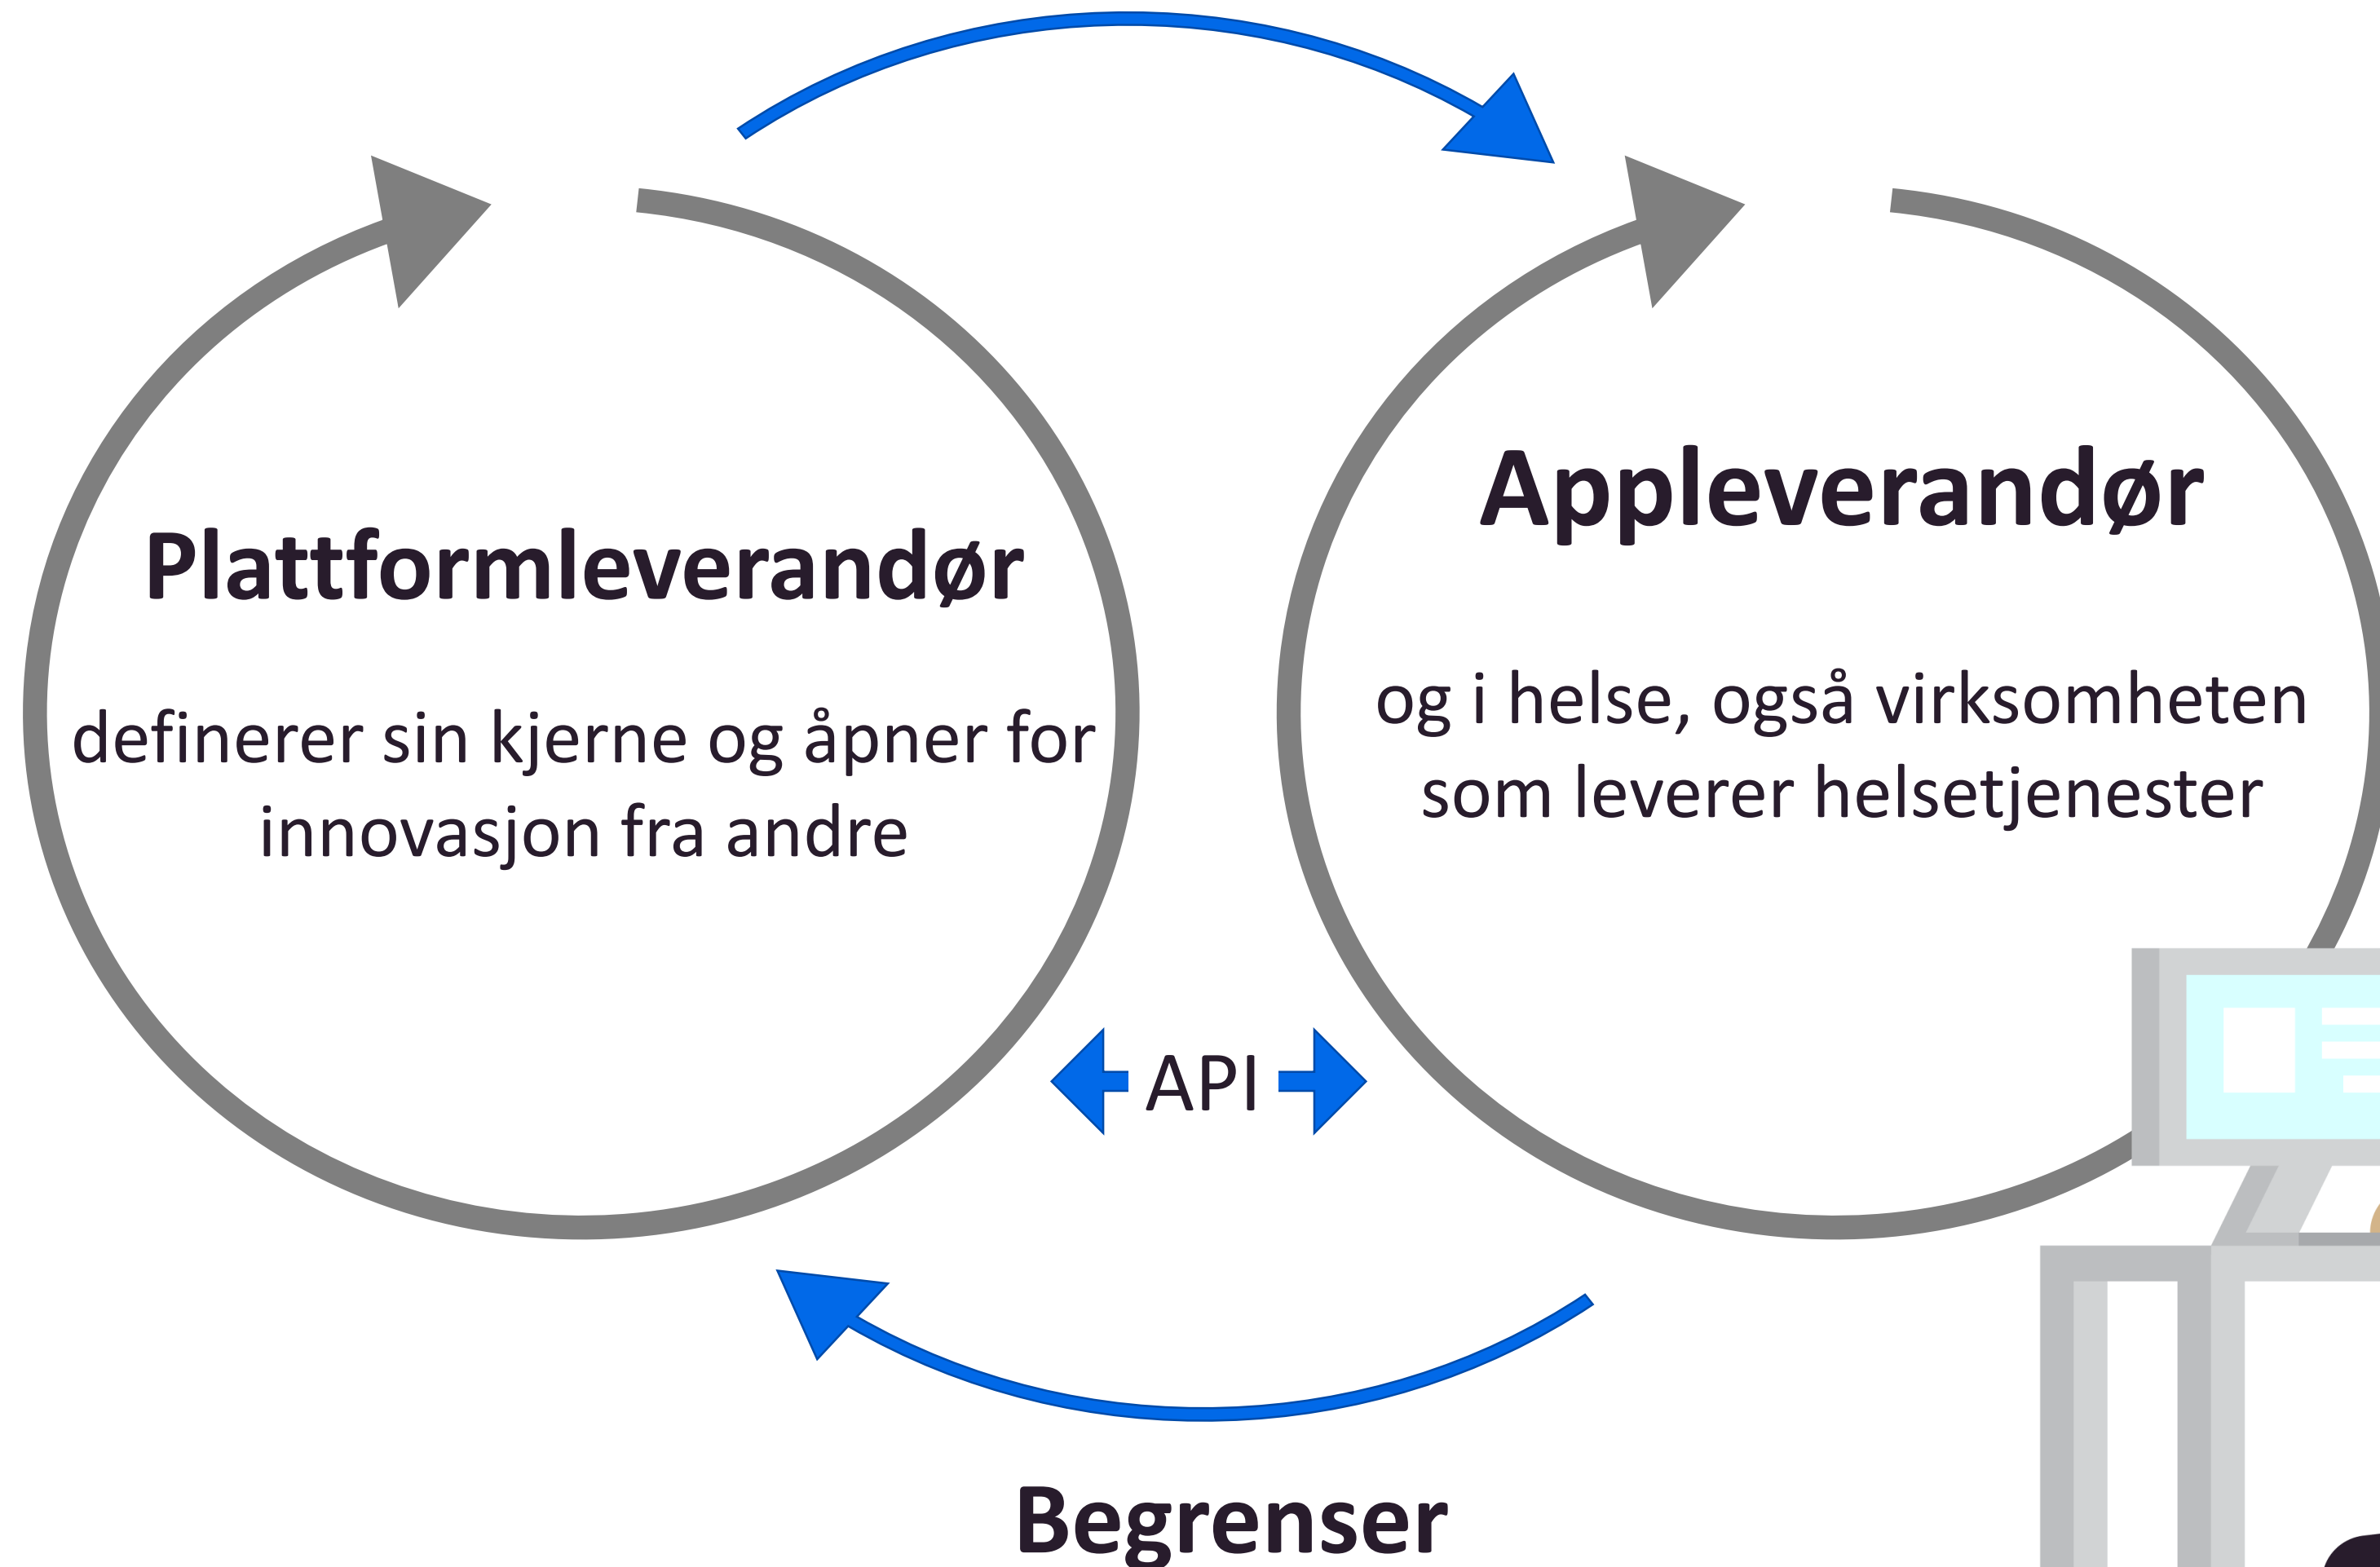 Plattformleverandør
definerer sin kjerne og åpner for
innovasjon fra andre
Appleverandør
og i helse, også virksomheten
som leverer helsetjenester
API
Begrenser